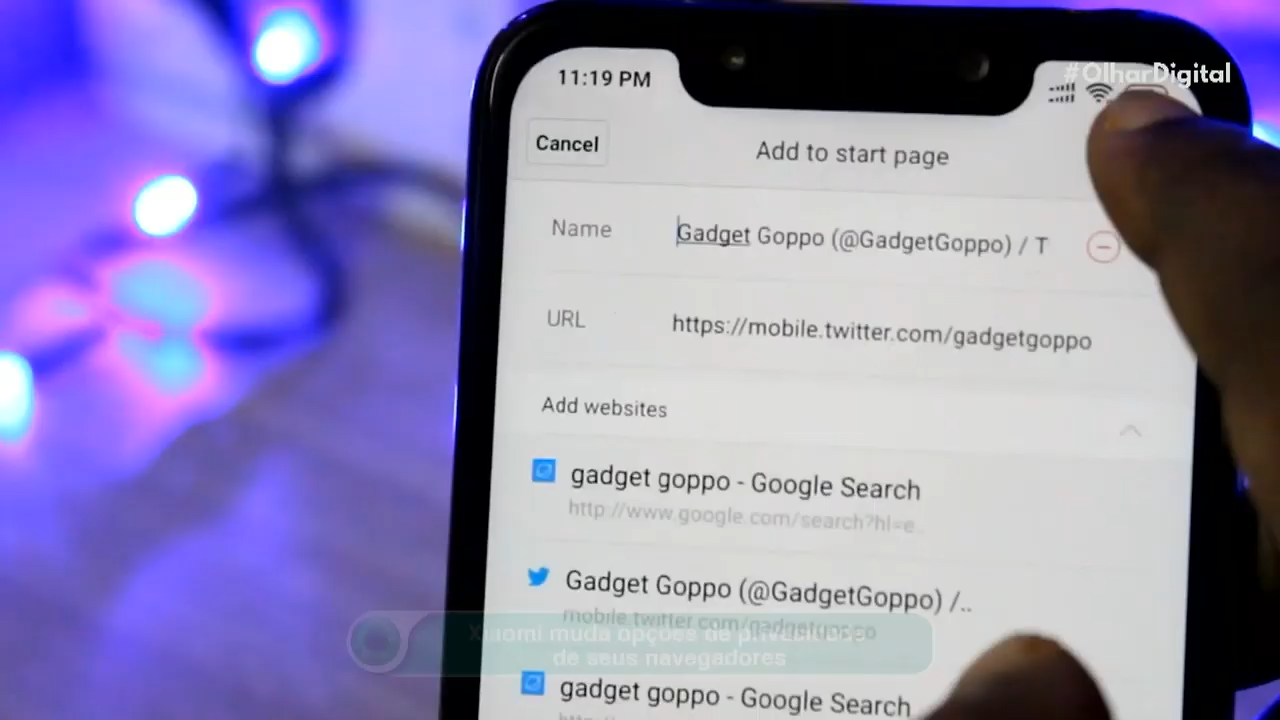 #OlharDigital
11:19 PM
Cancel
Add to start page
Name
Gadget Goppo (@GadgetGoppo) / T
URL
https://mobile.twitter.com/gadgetgoppo
Add websites
gadget goppo - Google Search
http://www.google.com/search?hl=e..
Gadget Goppo (@GadgetGoppo) /..
mobile.twitter.com/gadgetgoppo
Xiaomi muda opções de privacidade
de seus navegadores
gadget goppo - Google Search